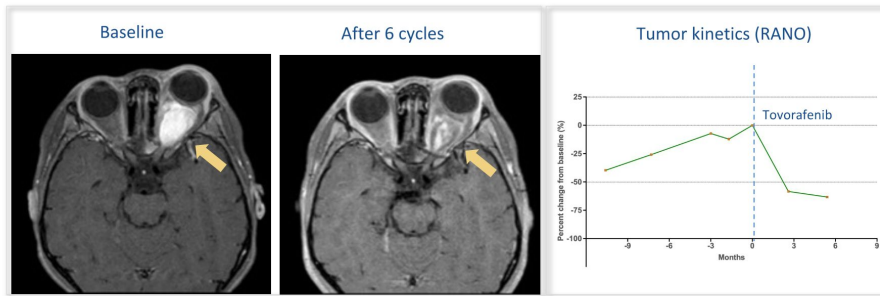 Baseline
After 6 cycles
Tumor kinetics (RANO)
Tovorafenib
Percent change from baseline (%)
25
0
-25
-50
-75
-100
-9
-6
-3
0
3
6
9
Months